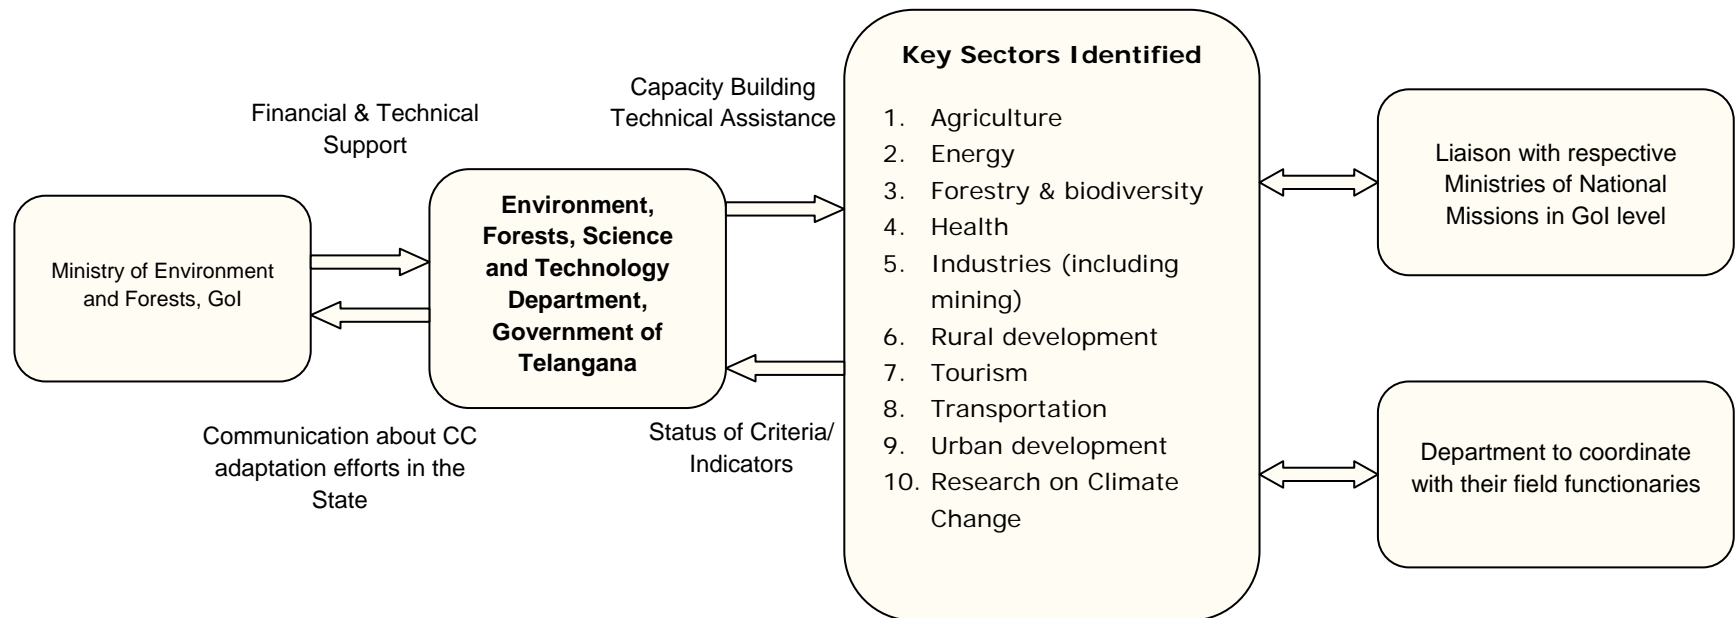 Financial & Technical
Support
Ministry of Environment
and Forests, GoI
Communication about CC
adaptation efforts in the
State
Environment,
Forests, Science
and Technology
Department,
Government of
Telangana
Capacity Building
Technical Assistance
Status of Criteria/
Indicators
Key Sectors Identified
1. Agriculture
2. Energy
3. Forestry & biodiversity
4. Health
5. Industries (including
mining)
6. Rural development
7. Tourism
8. Transportation
9. Urban development
10. Research on Climate
Change
Liaison with respective
Ministries of National
Missions in GoI level
Department to coordinate
with their field functionaries